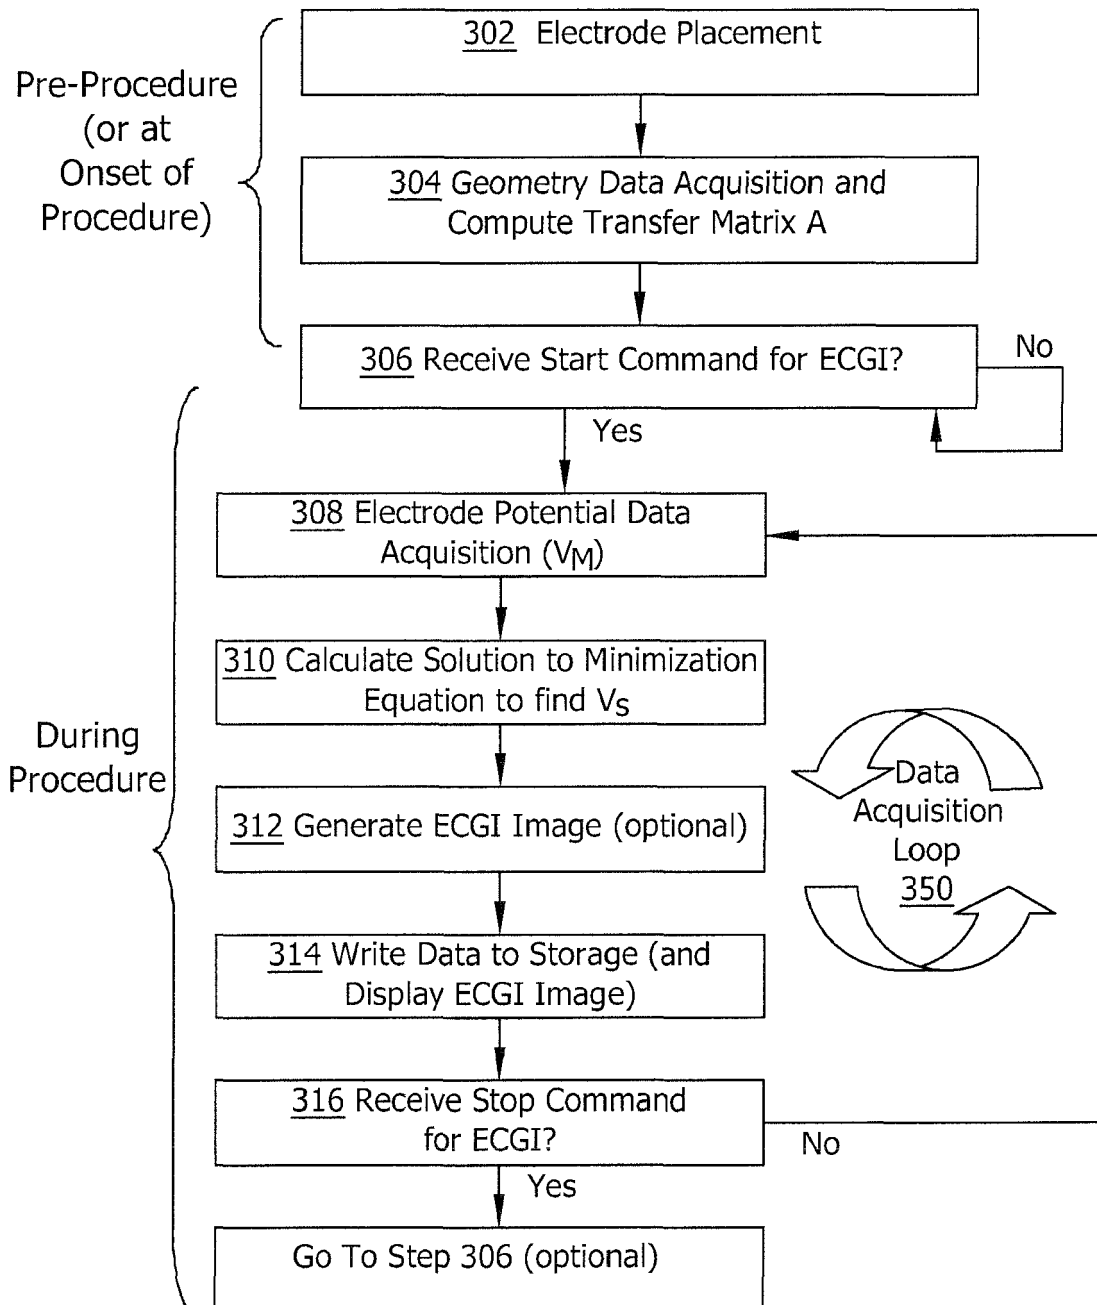 302 Electrode Placement
Pre-Procedure
(or at
Onset of
Procedure)
304 Geometry Data Acquisition and
Compute Transfer Matrix A
306 Receive Start Command for ECGI?
No
Yes
308 Electrode Potential Data
Acquisition (VM)
310 Calculate Solution to Minimization
Equation to find VS
During
Procedure
312 Generate ECGI Image (optional)
Data
Acquisition
Loop
350
314 Write Data to Storage (and
Display ECGI Image)
316 Receive Stop Command
for ECGI?
No
Yes
Go To Step 306 (optional)